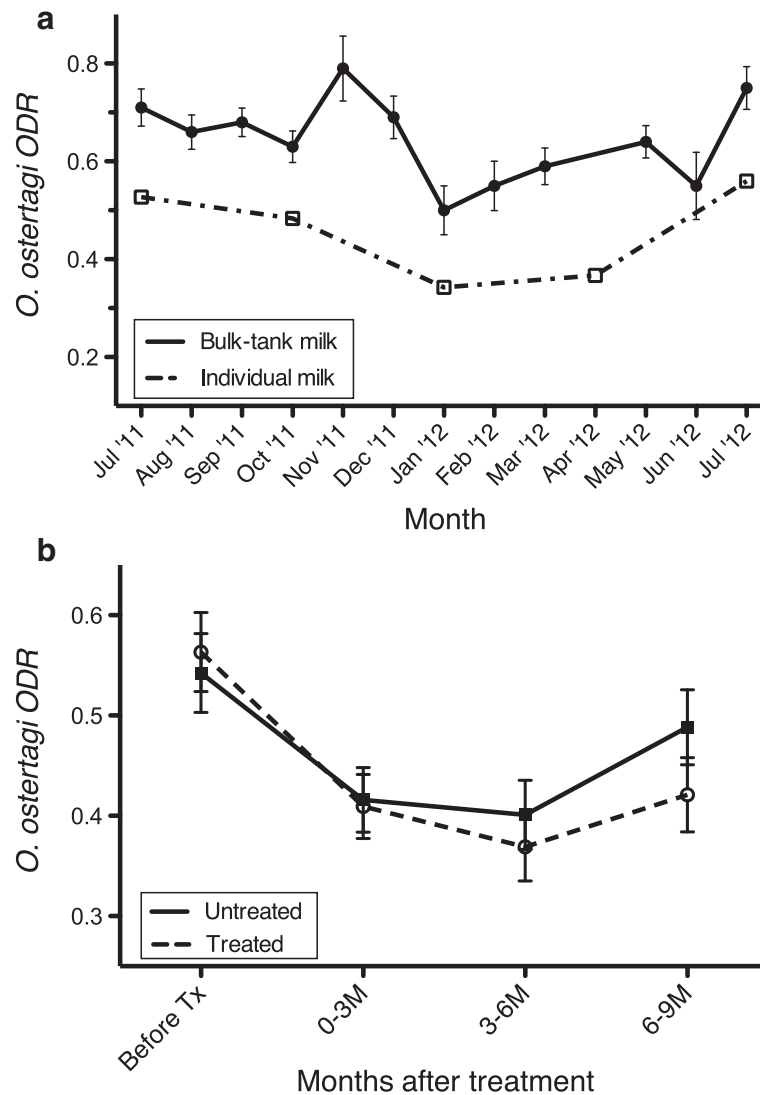 a
0.8
0.6
0.4
0.2
O. ostertagi ODR
Bulk-tank milk
Individual milk
Jul '11
Aug '11
Sep '11
Oct '11
Nov '11
Dec '11
Jan '12
Feb '12
Mar '12
Apr '12
May '12
Jun '12
Jul '12
Month
b
0.6
0.5
0.4
0.3
O. ostertagi ODR
Untreated
Treated
Before Tx
0-3M
3-6M
6-9M
Months after treatment